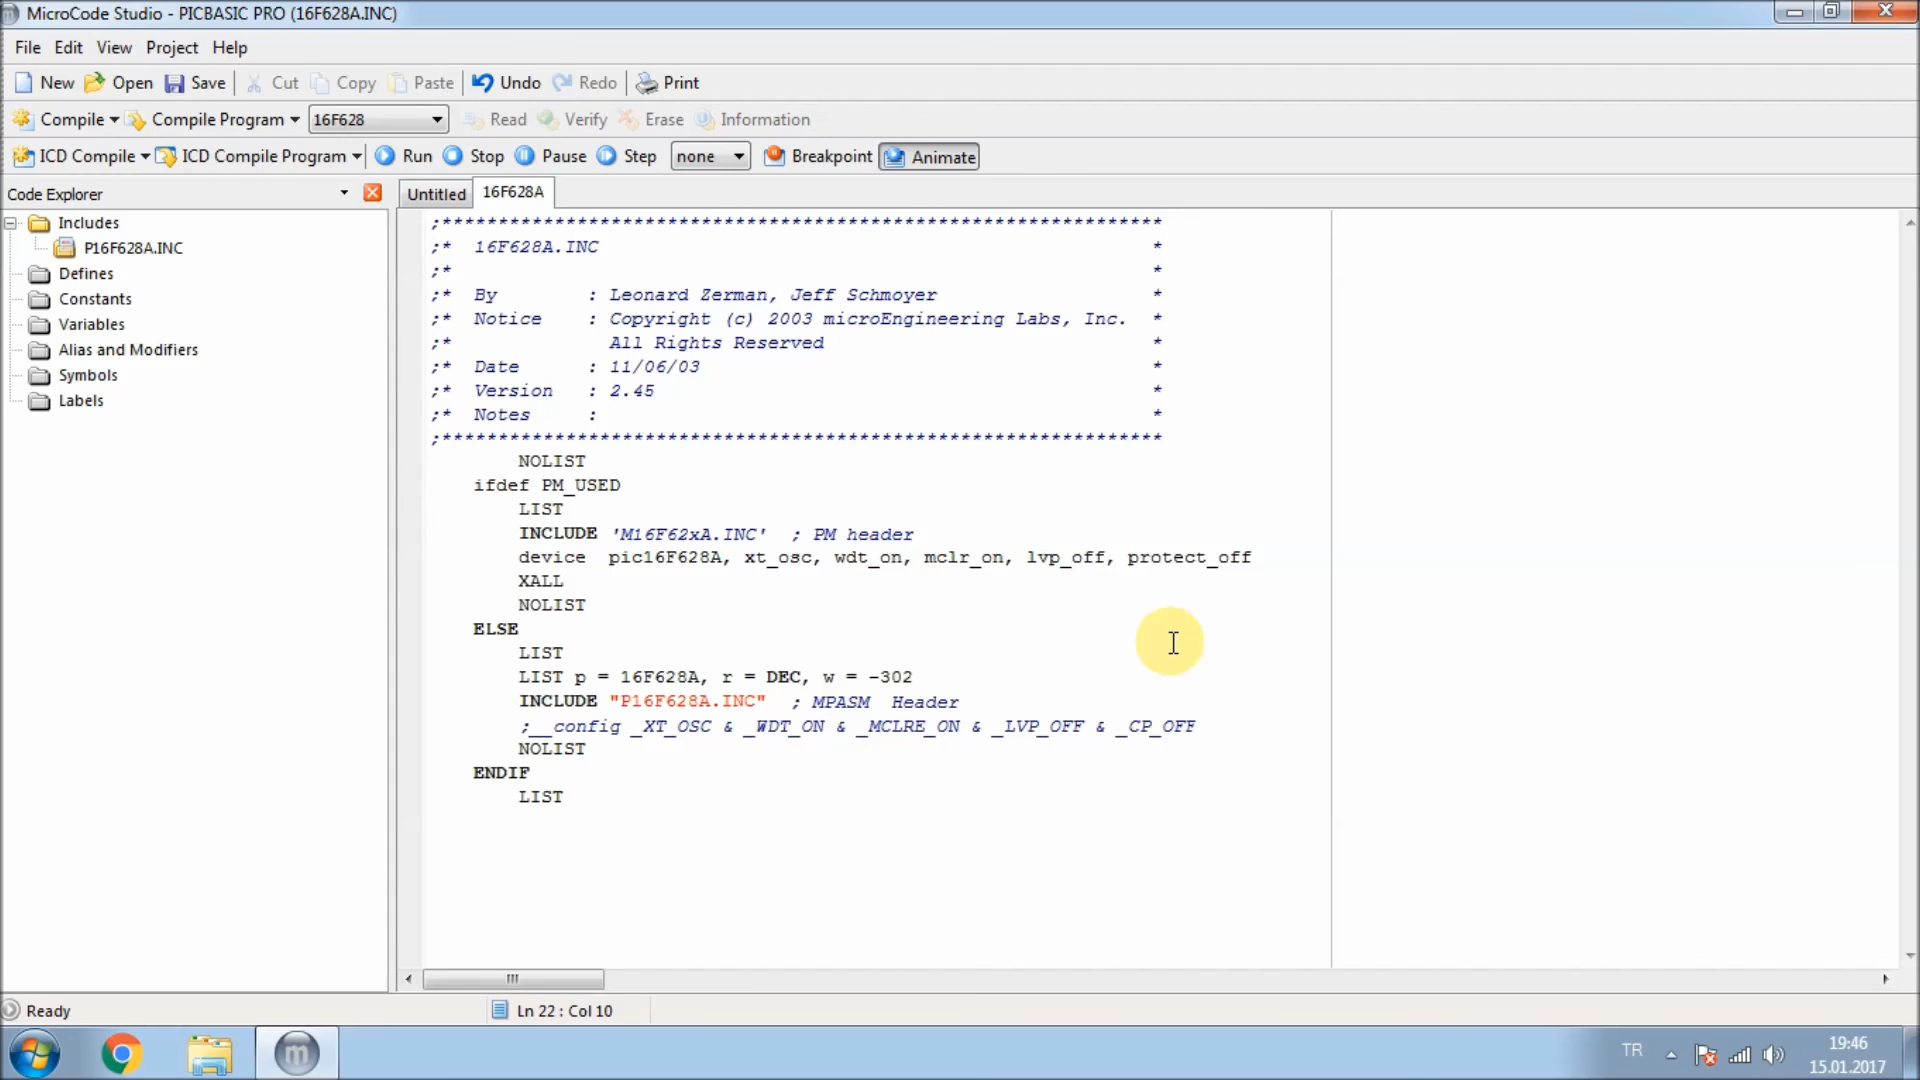 MicroCode Studio - PICBASIC PRO (16F628A.INC)
File Edit View Project Help
New Open Save Cut Copy Paste Undo Redo Print
Compile Compile Program 16F628 Read Verify Erase Information
ICD Compile ICD Compile Program Run Stop Pause Step none Breakpoint Animate
Code Explorer
Includes
P16F628A.INC
Defines
Constants
Variables
Alias and Modifiers
Symbols
Labels
Untitled 16F628A
;****************************************************************
;* 16F628A.INC *
;* *
;* By : Leonard Zerman, Jeff Schmoyer *
;* Notice : Copyright (c) 2003 microEngineering Labs, Inc. *
;* All Rights Reserved *
;* Date : 11/06/03 *
;* Version : 2.45 *
;* Notes : *
;****************************************************************
NOLIST
ifdef PM_USED
LIST
INCLUDE 'M16F62xA.INC' ; PM header
device pic16F628A, xt_osc, wdt_on, mclr_on, lvp_off, protect_off
XALL
NOLIST
ELSE
LIST
LIST p = 16F628A, r = DEC, w = -302
INCLUDE "P16F628A.INC" ; MPASM Header
;__config _XT_OSC & _WDT_ON & _MCLRE_ON & _LVP_OFF & _CP_OFF
NOLIST
ENDIF
LIST
Ready Ln 22 : Col 10
m
TR
19:46
15.01.2017